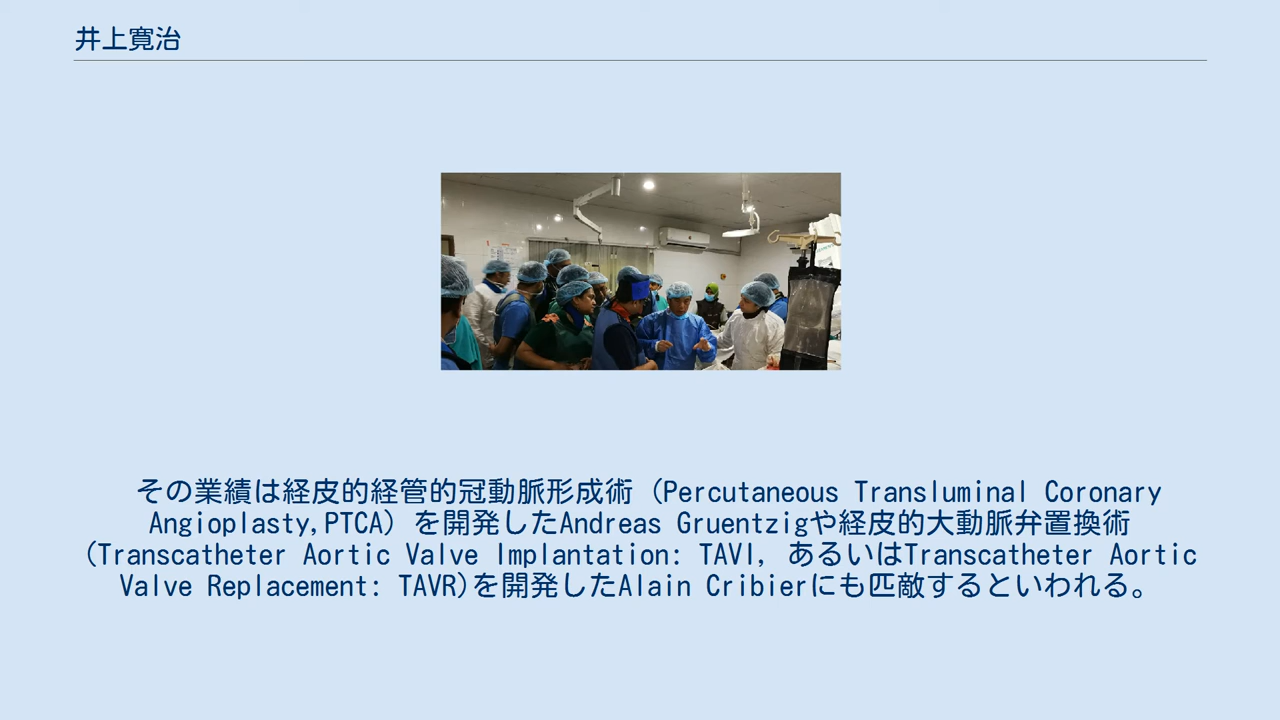 井上寛治
その業績は経皮的経管的冠動脈形成術（Percutaneous Transluminal Coronary
Angioplasty,PTCA）を開発したAndreas Gruentzigや経皮的大動脈弁置換術
（Transcatheter Aortic Valve Implantation: TAVI, あるいはTranscatheter Aortic
Valve Replacement: TAVR)を開発したAlain Cribierにも匹敵するといわれる。